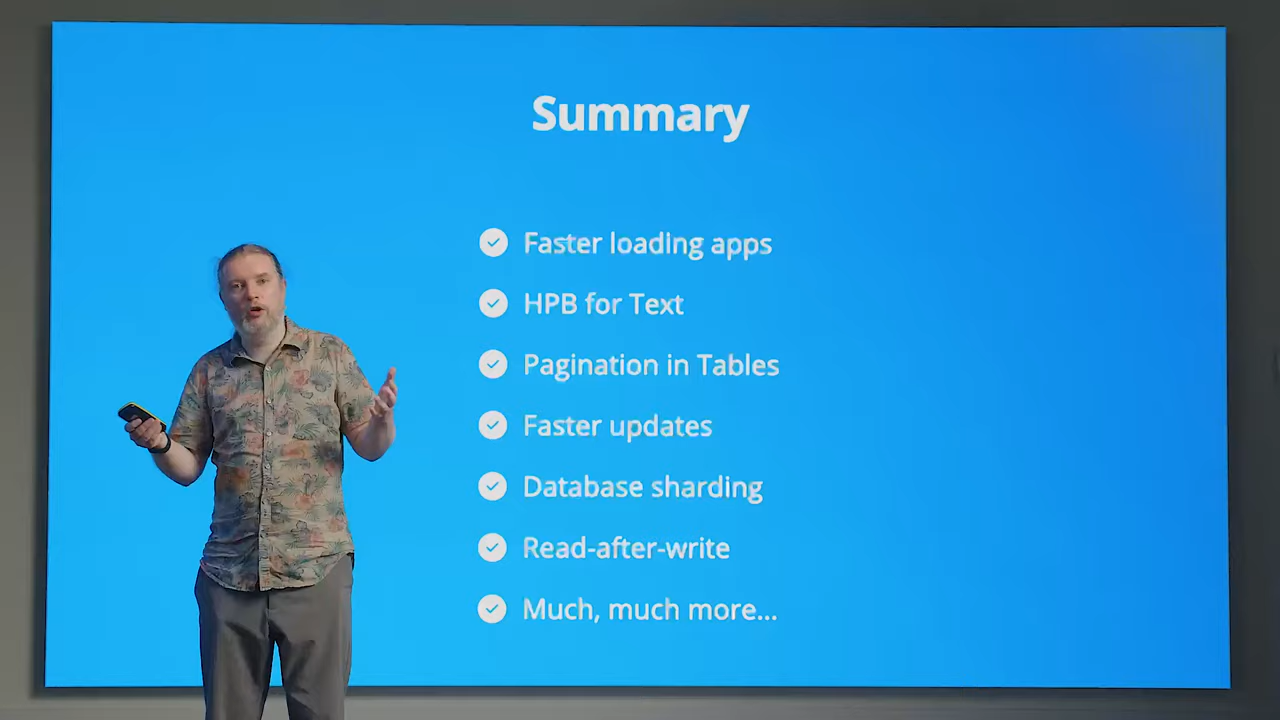 Summary
Faster loading apps
HPB for Text
Pagination in Tables
Faster updates
Database sharding
Read-after-write
Much, much more...